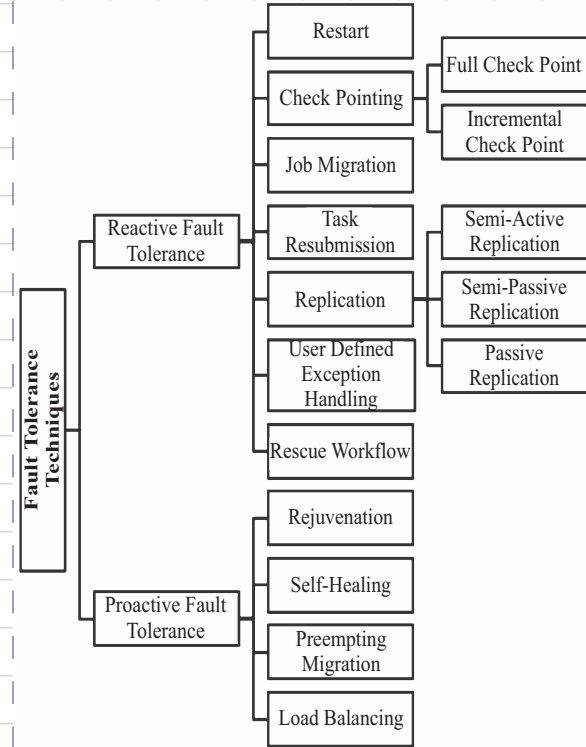 Fault Tolerance
Techniques
Reactive Fault
Tolerance
Restart
Check Pointing
Full Check Point
Incremental
Check Point
Job Migration
Task
Resubmission
Replication
Semi-Active
Replication
Semi-Passive
Replication
Passive
Replication
User Defined
Exception
Handling
Rescue Workflow
Proactive Fault
Tolerance
Rejuvenation
Self-Healing
Preempting
Migration
Load Balancing